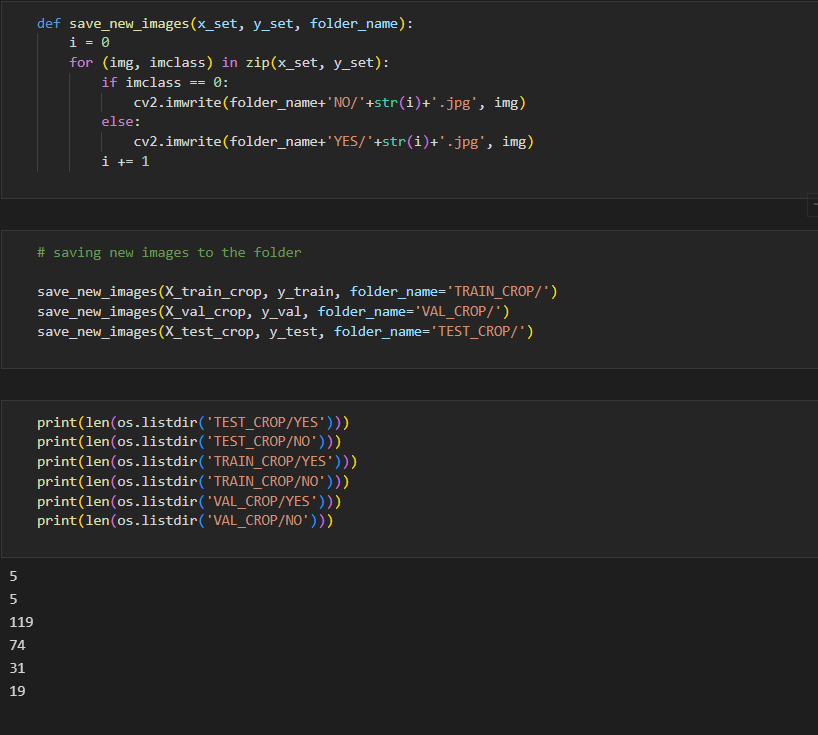 def save_new_images(x_set, y_set, folder_name):
    i = 0
    for (img, imclass) in zip(x_set, y_set):
        if imclass == 0:
            cv2.imwrite(folder_name+'NO/'+str(i)+'.jpg', img)
        else:
            cv2.imwrite(folder_name+'YES/'+str(i)+'.jpg', img)
        i += 1
# saving new images to the folder
save_new_images(X_train_crop, y_train, folder_name='TRAIN_CROP/')
save_new_images(X_val_crop, y_val, folder_name='VAL_CROP/')
save_new_images(X_test_crop, y_test, folder_name='TEST_CROP/')
print(len(os.listdir('TEST_CROP/YES')))
print(len(os.listdir('TEST_CROP/NO')))
print(len(os.listdir('TRAIN_CROP/YES')))
print(len(os.listdir('TRAIN_CROP/NO')))
print(len(os.listdir('VAL_CROP/YES')))
print(len(os.listdir('VAL_CROP/NO')))
5
5
119
74
31
19